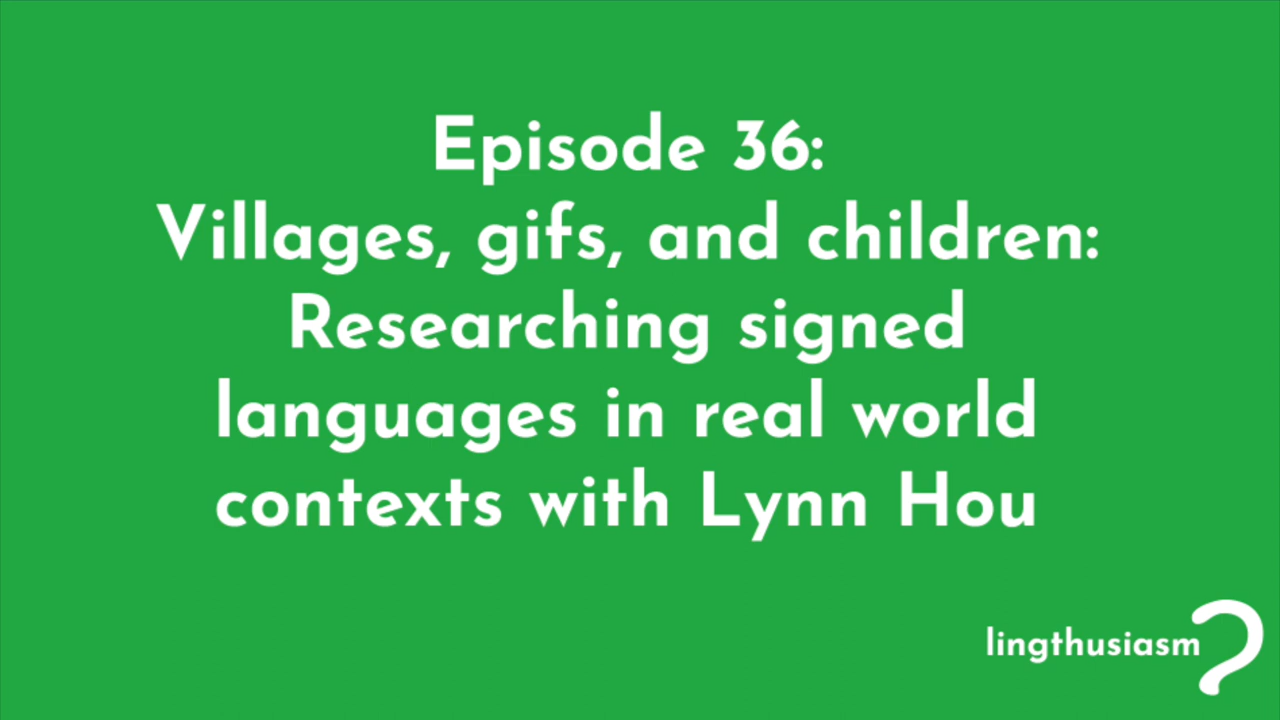 Episode 36:
Villages, gifs, and children:
Researching signed
languages in real world
contexts with Lynn Hou
lingthusiasm